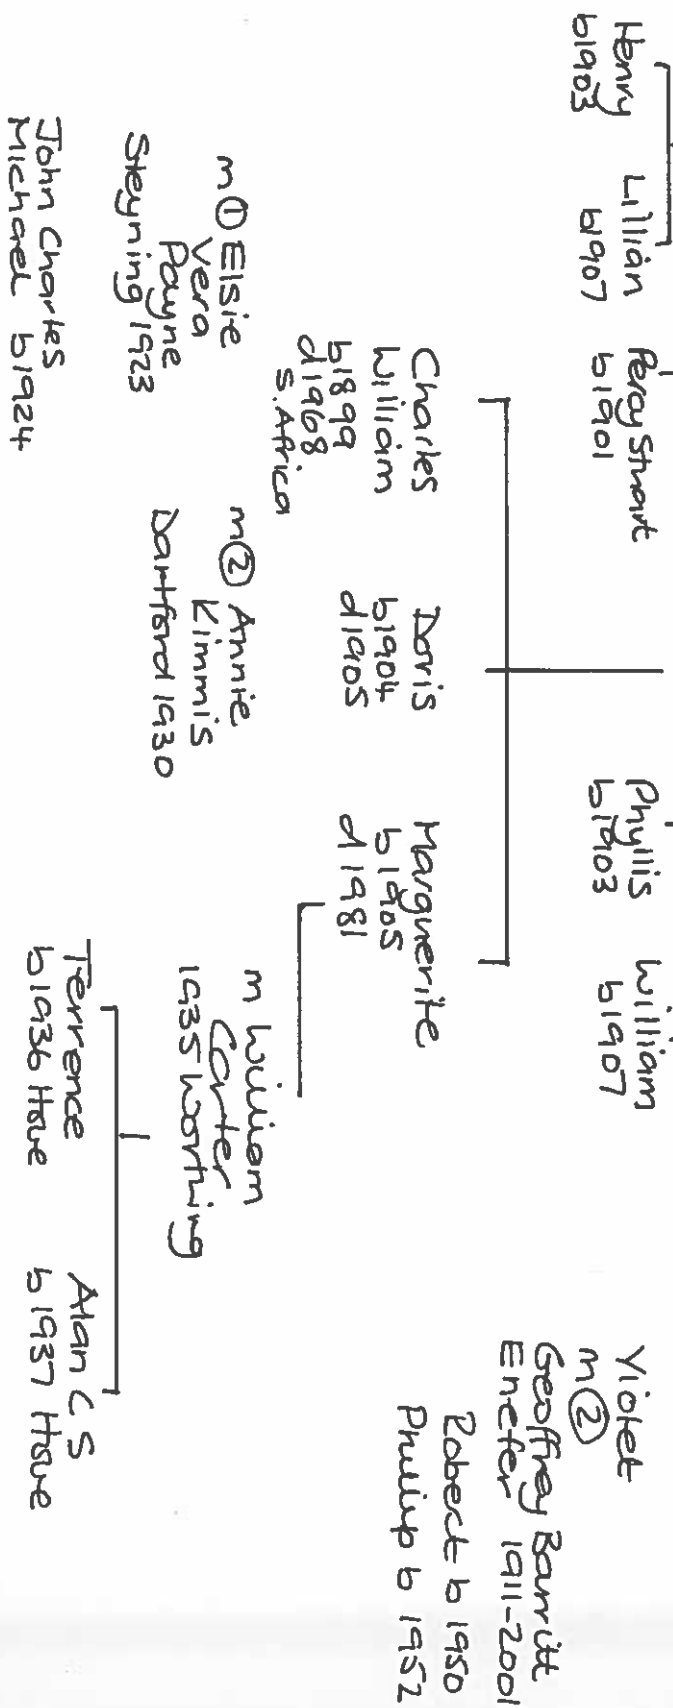 Henry
b1903
Lillian
b1907
Percy Stuart
b1901
Phyllis
b1903
William
b1907
Violet
m ②
Geoffrey Barritt
Enefer 1911-2001
Robert b 1950
Phillip b 1952
Charles
William
b1899
d1968
S. Africa
Doris
b1904
d1905
Marguerite
b1905
d1981
m ① Elsie
Vera
Payne
Steyning 1923
m ② Annie
Kimmis
Dartford 1930
m William
Carter
1935 Worthing
John Charles
Michael b1924
Terrence
b1936 Hove
Alan C S
b1937 Hove